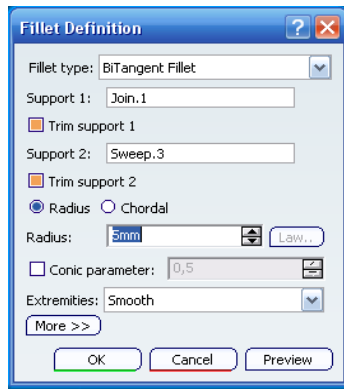 Fillet Definition
Fillet type: BiTangent Fillet
Support 1: Join.1
Trim support 1
Support 2: Sweep.3
Trim support 2
Radius Chordal
Radius: 5mm Law..
Conic parameter: 0,5
Extremities: Smooth
More >>
OK Cancel Preview